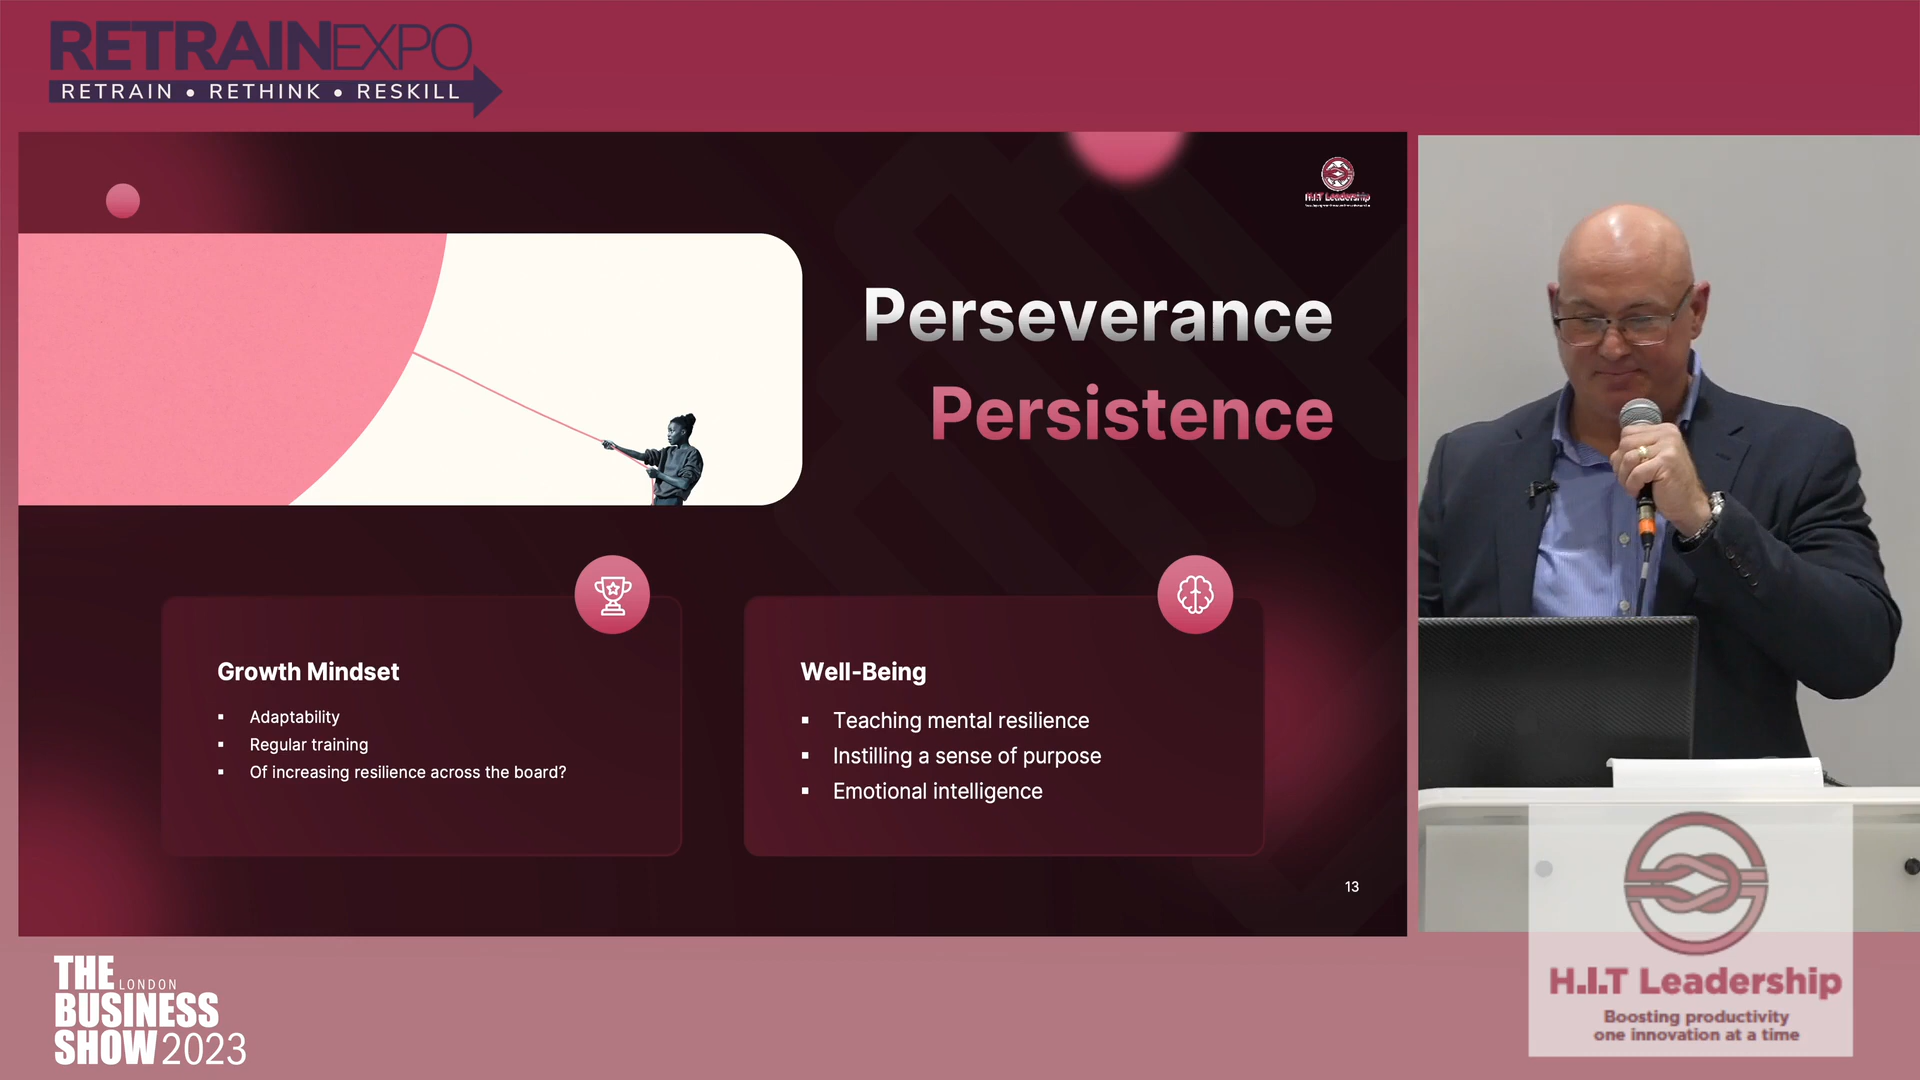 RETRAINEXPO
RETRAIN • RETHINK • RESKILL
H.I.T Leadership
Perseverance
Persistence
Growth Mindset
▪ Adaptability
▪ Regular training
▪ Of increasing resilience across the board?
Well-Being
▪ Teaching mental resilience
▪ Instilling a sense of purpose
▪ Emotional intelligence
13
THE
LONDON
BUSINESS
SHOW 2023
H.I.T Leadership
Boosting productivity
one innovation at a time